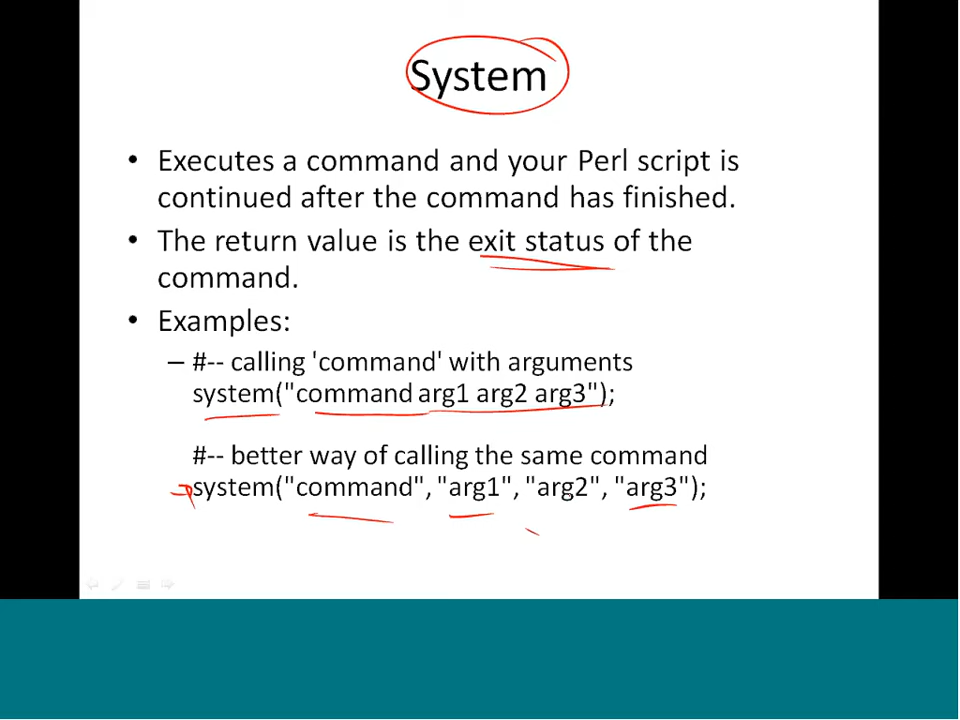 System
• Executes a command and your Perl script is
continued after the command has finished.
• The return value is the exit status of the
command.
• Examples:
– #-- calling 'command' with arguments
system("command arg1 arg2 arg3");
#-- better way of calling the same command
system("command", "arg1", "arg2", "arg3");